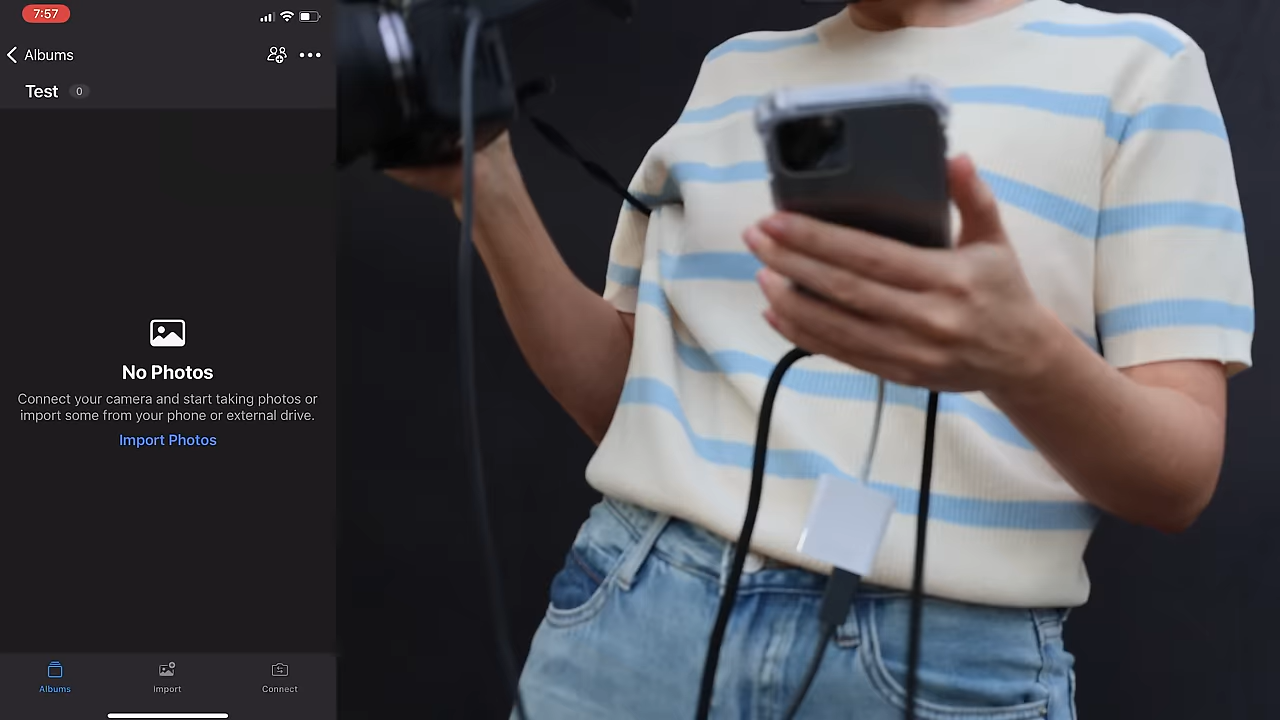 7:57
Albums
Test 0
No Photos
Connect your camera and start taking photos or
import some from your phone or external drive.
Import Photos
Albums Import Connect